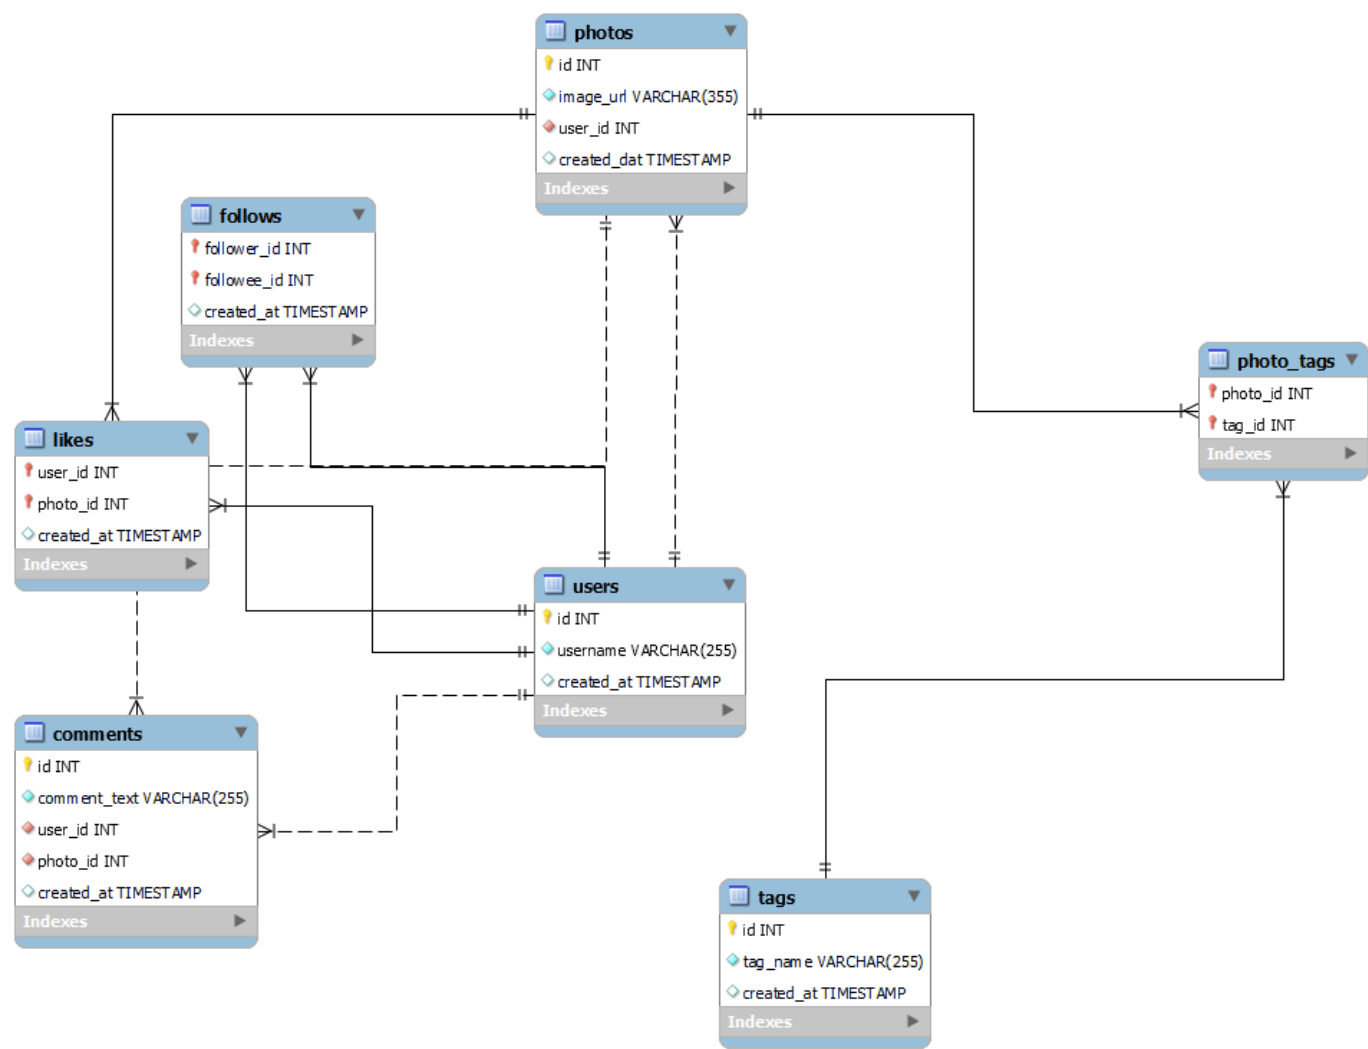 photos
id INT
image_url VARCHAR(355)
user_id INT
created_dat TIMESTAMP
Indexes
follows
follower_id INT
followee_id INT
created_at TIMESTAMP
Indexes
photo_tags
photo_id INT
tag_id INT
Indexes
likes
user_id INT
photo_id INT
created_at TIMESTAMP
Indexes
users
id INT
username VARCHAR(255)
created_at TIMESTAMP
Indexes
comments
id INT
comment_text VARCHAR(255)
user_id INT
photo_id INT
created_at TIMESTAMP
Indexes
tags
id INT
tag_name VARCHAR(255)
created_at TIMESTAMP
Indexes